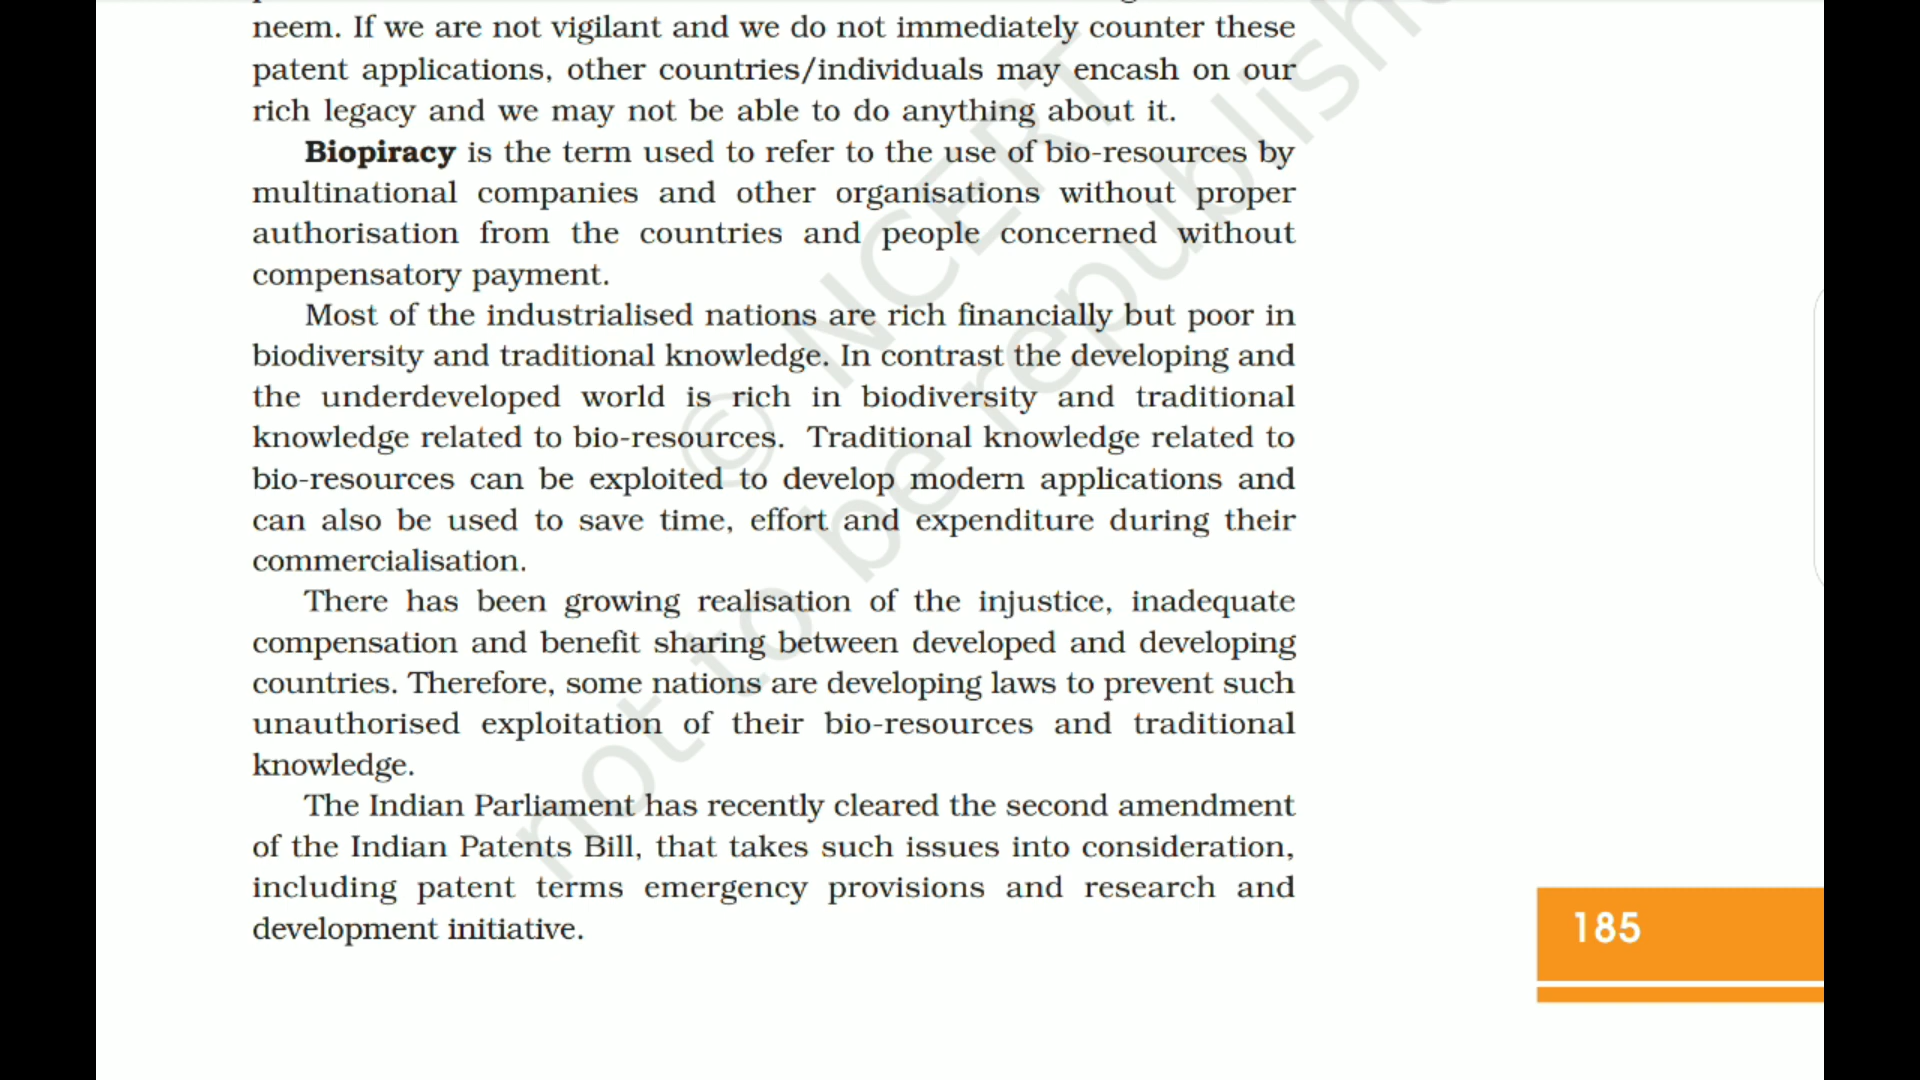 neem. If we are not vigilant and we do not immediately counter these
patent applications, other countries/individuals may encash on our
rich legacy and we may not be able to do anything about it.
Biopiracy is the term used to refer to the use of bio-resources by
multinational companies and other organisations without proper
authorisation from the countries and people concerned without
compensatory payment.
Most of the industrialised nations are rich financially but poor in
biodiversity and traditional knowledge. In contrast the developing and
the underdeveloped world is rich in biodiversity and traditional
knowledge related to bio-resources. Traditional knowledge related to
bio-resources can be exploited to develop modern applications and
can also be used to save time, effort and expenditure during their
commercialisation.
There has been growing realisation of the injustice, inadequate
compensation and benefit sharing between developed and developing
countries. Therefore, some nations are developing laws to prevent such
unauthorised exploitation of their bio-resources and traditional
knowledge.
The Indian Parliament has recently cleared the second amendment
of the Indian Patents Bill, that takes such issues into consideration,
including patent terms emergency provisions and research and
development initiative.
185
© NCERT
not to be republish